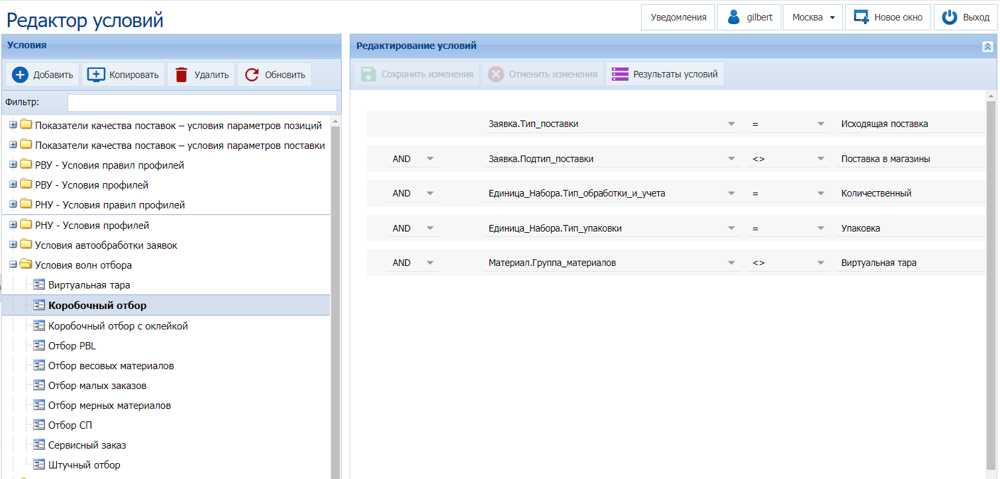 Редактор условий
Уведомления gilbert Москва Новое окно Выход
Условия
Добавить Копировать Удалить Обновить
Фильтр:
Показатели качества поставок – условия параметров позиций
Показатели качества поставок – условия параметров поставки
РВУ - Условия правил профилей
РВУ - Условия профилей
РНУ - Условия правил профилей
РНУ - Условия профилей
Условия автообработки заявок
Условия волн отбора
Виртуальная тара
Коробочный отбор
Коробочный отбор с оклейкой
Отбор PBL
Отбор весовых материалов
Отбор малых заказов
Отбор мерных материалов
Отбор СП
Сервисный заказ
Штучный отбор
Редактирование условий
Сохранить изменения Отменить изменения Результаты условий
Заявка.Тип_поставки = Исходящая поставка
AND Заявка.Подтип_поставки <> Поставка в магазины
AND Единица_Набора.Тип_обработки_и_учета = Количественный
AND Единица_Набора.Тип_упаковки = Упаковка
AND Материал.Группа_материалов <> Виртуальная тара